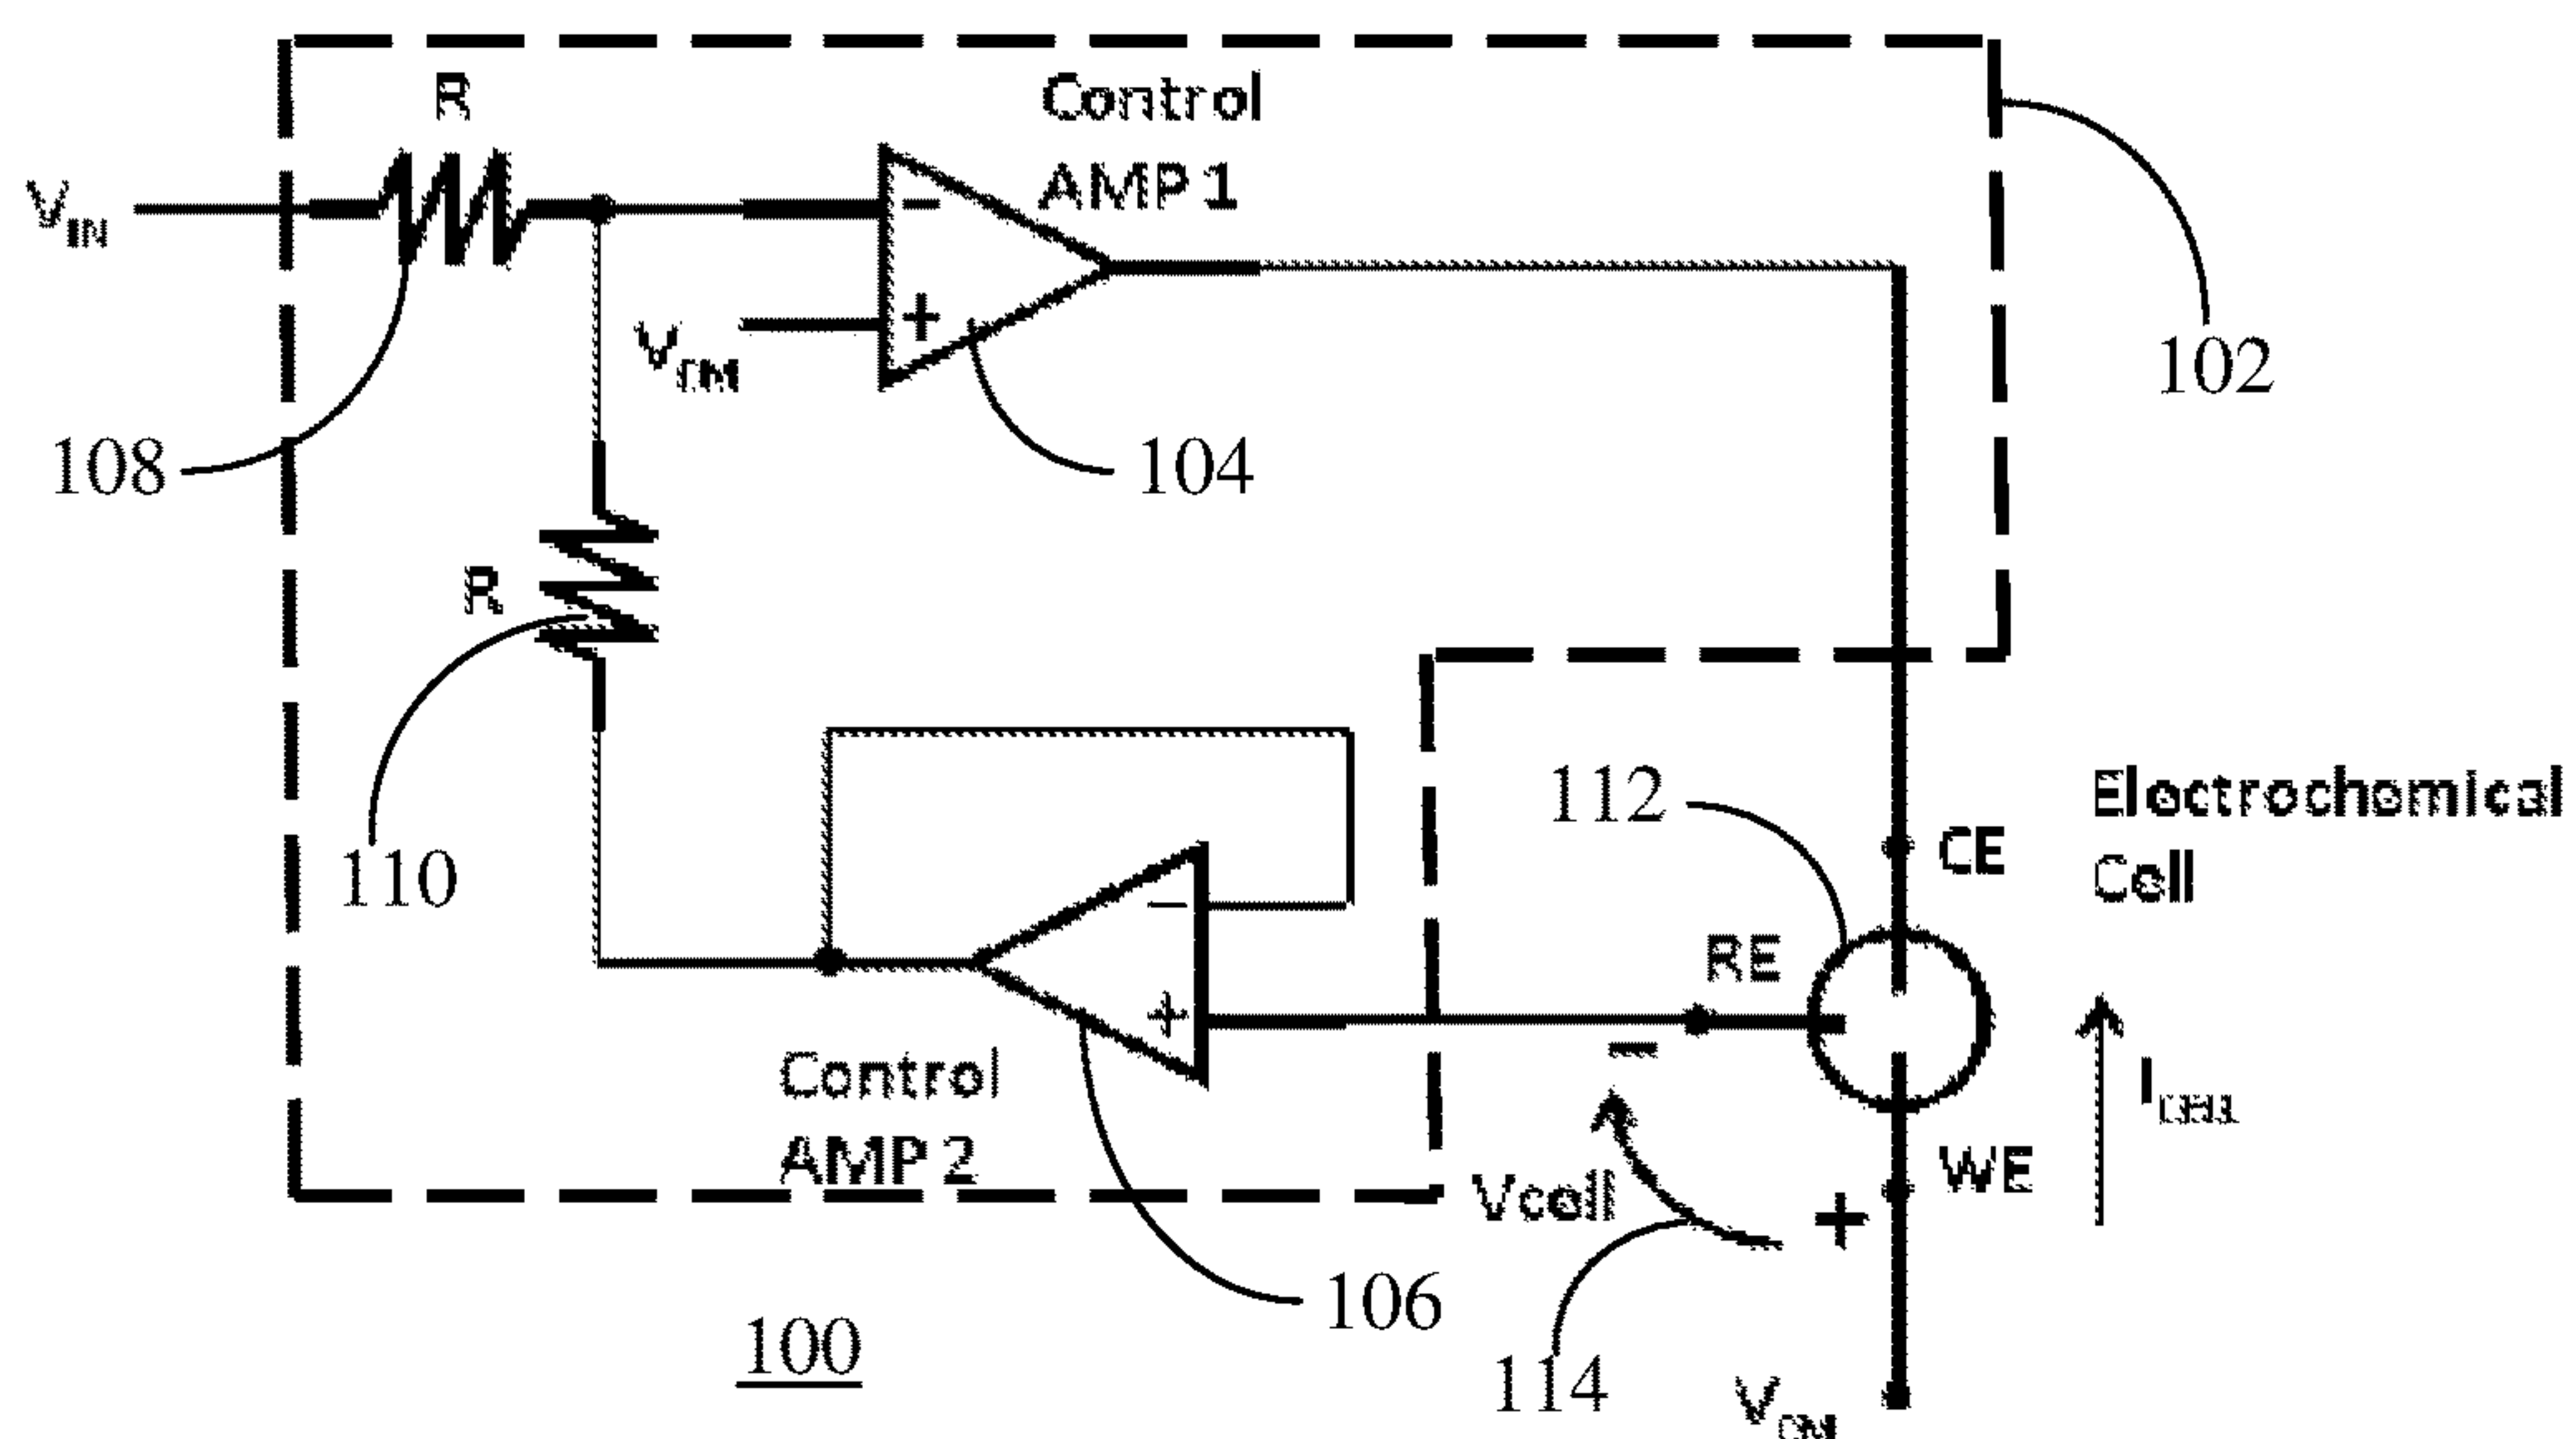 R
Control
AMP 1
V_IN
V_CM
102
108
104
R
110
112
Electrochemical
Cell
CE
RE
I_CELL
Control
AMP 2
WE
Vcell
106
100
114
V_CM
−
+
−
+
−
+